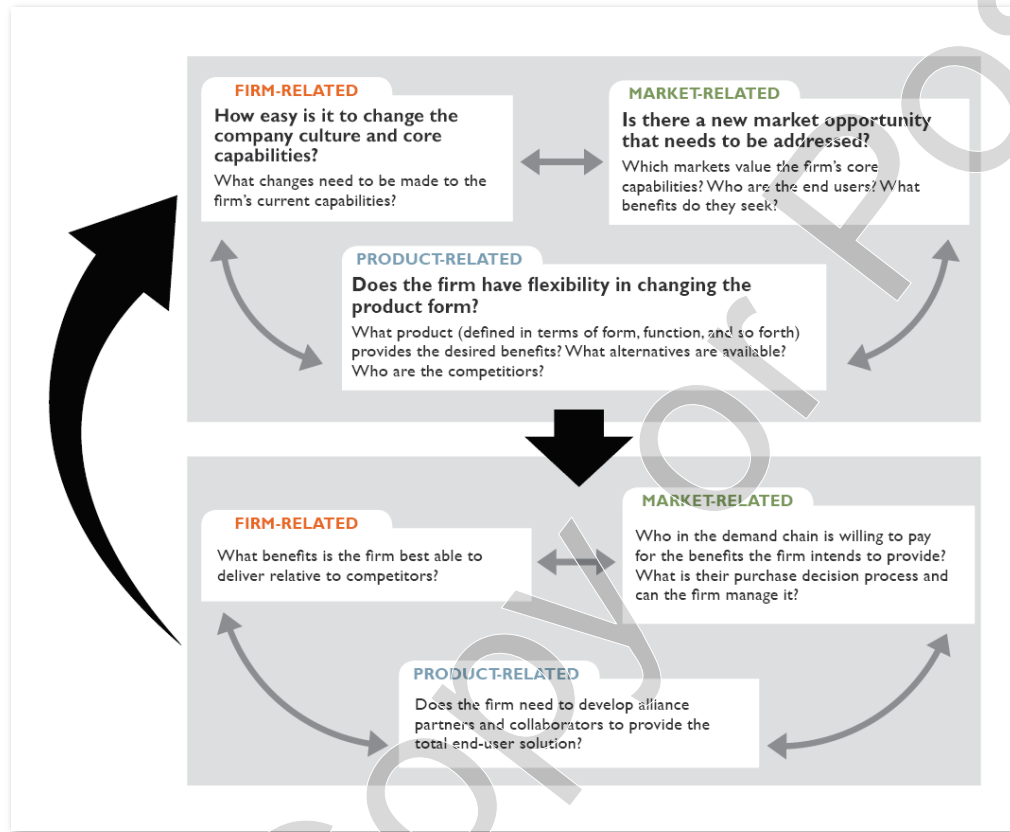 FIRM-RELATED
How easy is it to change the
company culture and core
capabilities?
What changes need to be made to the
firm's current capabilities?
MARKET-RELATED
Is there a new market opportunity
that needs to be addressed?
Which markets value the firm's core
capabilities? Who are the end users? What
benefits do they seek?
PRODUCT-RELATED
Does the firm have flexibility in changing the
product form?
What product (defined in terms of form, function, and so forth)
provides the desired benefits? What alternatives are available?
Who are the competitiors?
FIRM-RELATED
What benefits is the firm best able to
deliver relative to competitors?
MARKET-RELATED
Who in the demand chain is willing to pay
for the benefits the firm intends to provide?
What is their purchase decision process and
can the firm manage it?
PRODUCT-RELATED
Does the firm need to develop alliance
partners and collaborators to provide the
total end-user solution?
opy or Pos